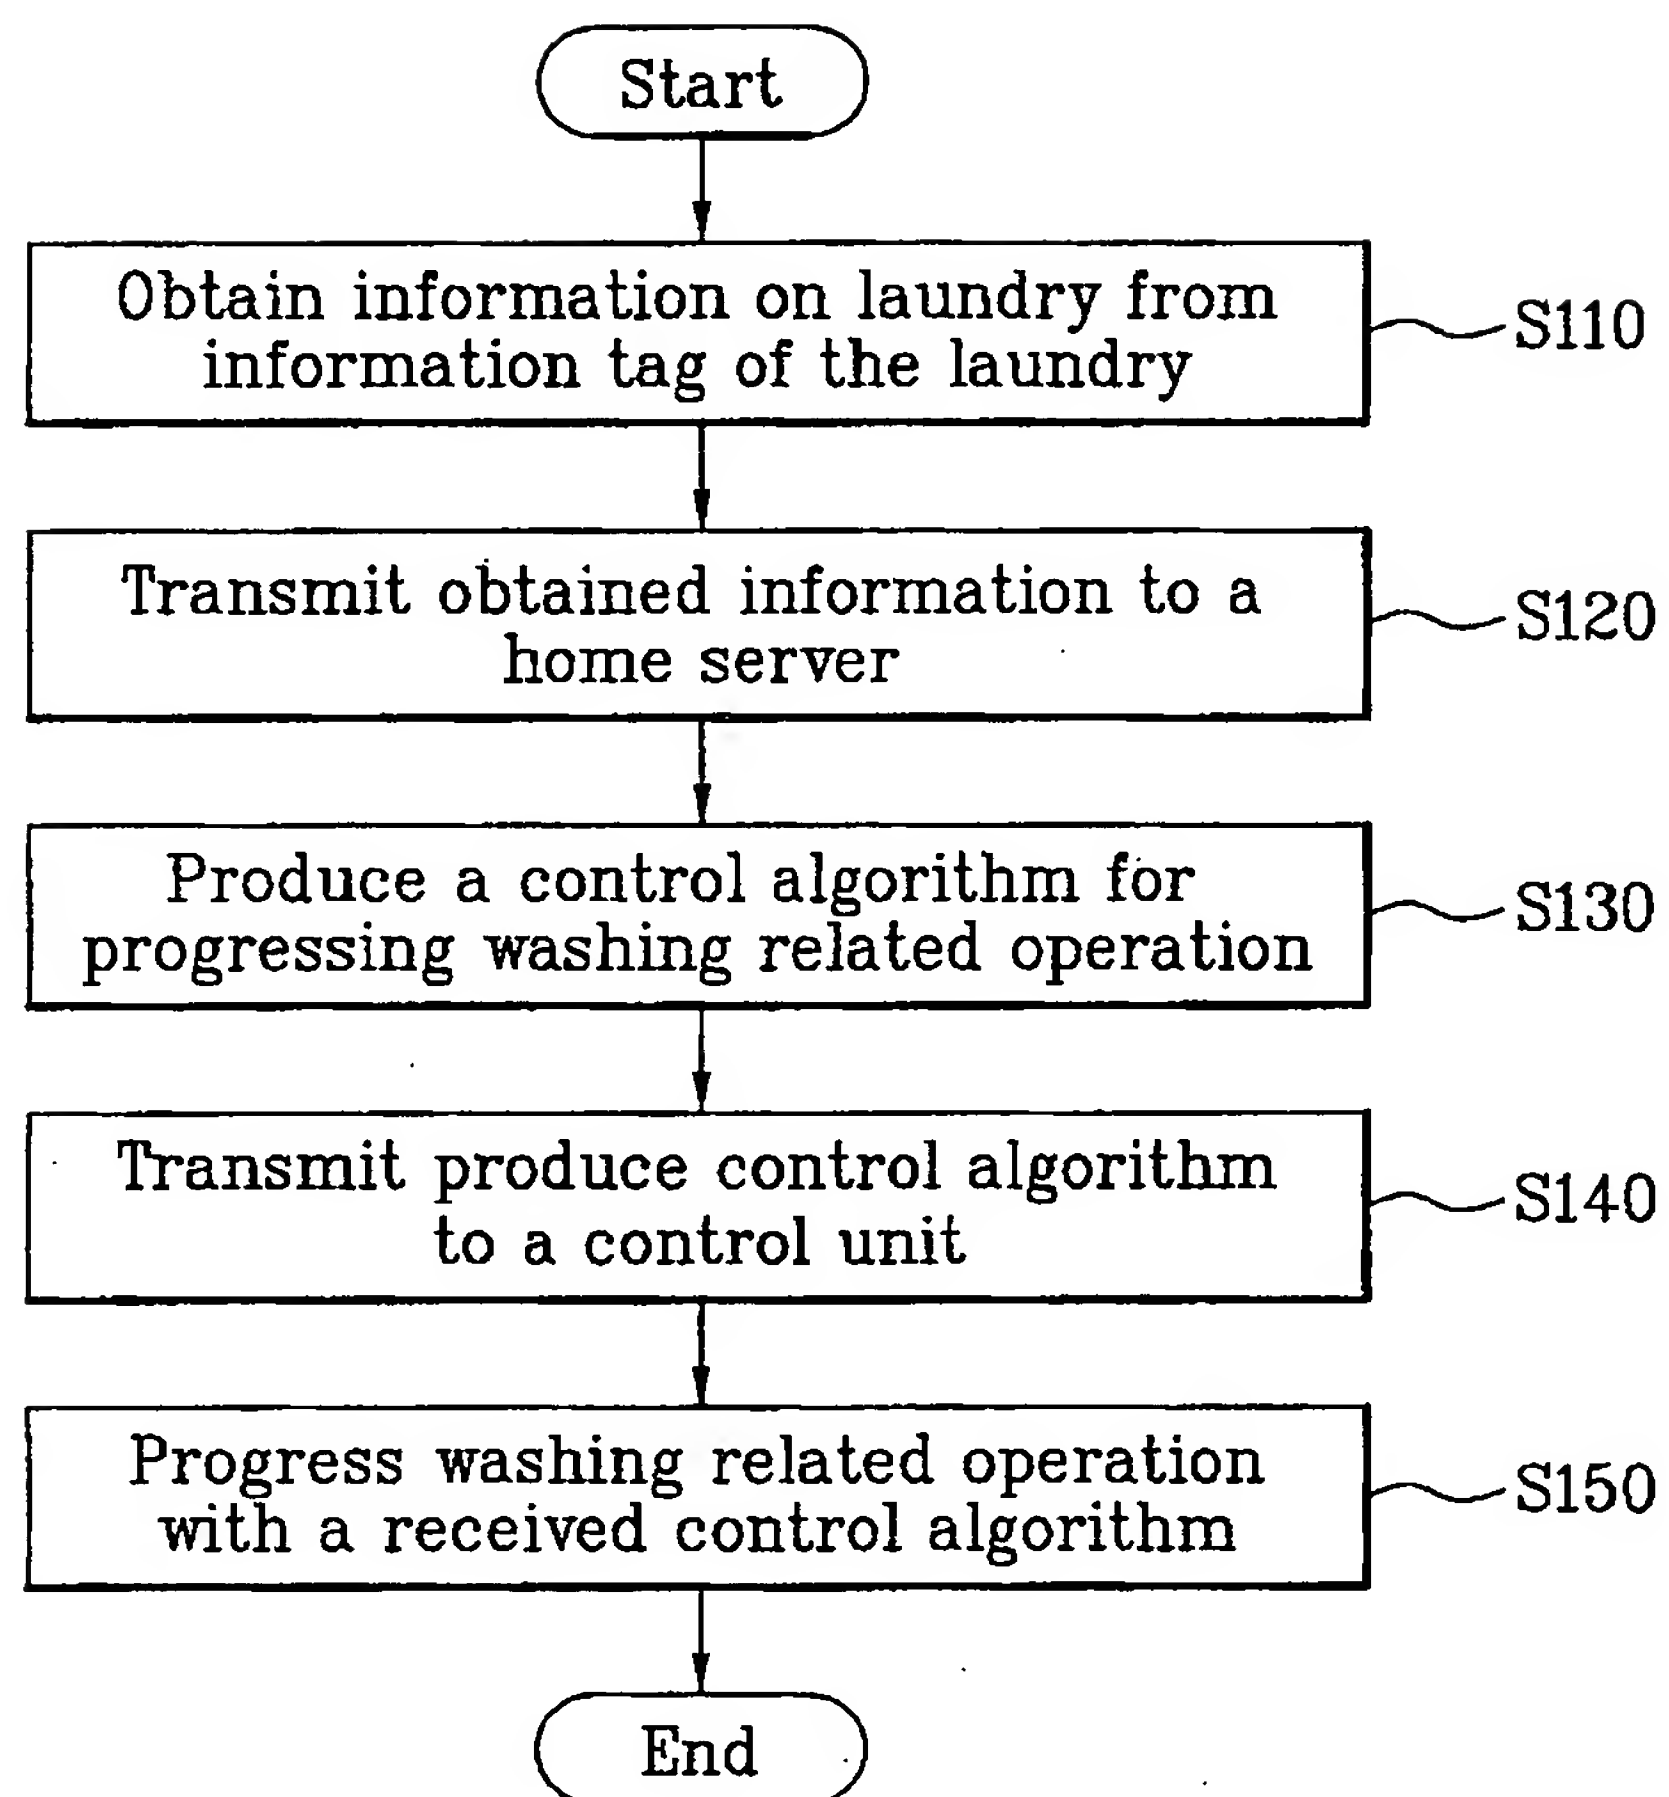 Start
Obtain information on laundry from
information tag of the laundry
S110
Transmit obtained information to a
home server
S120
Produce a control algorithm for
progressing washing related operation
S130
Transmit produce control algorithm
to a control unit
S140
Progress washing related operation
with a received control algorithm
S150
End